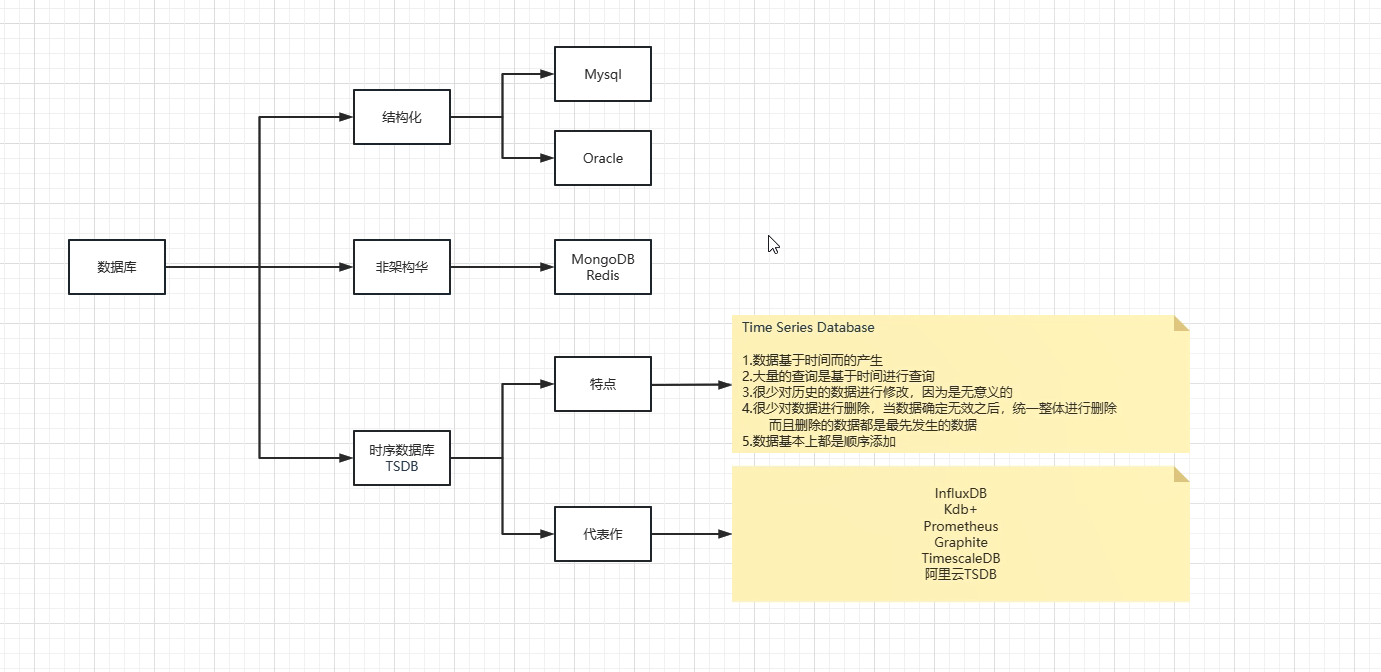 Mysql
结构化
Oracle
数据库
非架构华
MongoDB
Redis
Time Series Database
1.数据基于时间而的产生
2.大量的查询是基于时间进行查询
3.很少对历史的数据进行修改，因为是无意义的
4.很少对数据进行删除，当数据确定无效之后，统一整体进行删除
而且删除的数据都是最先发生的数据
5.数据基本上都是顺序添加
特点
时序数据库
TSDB
代表作
InfluxDB
Kdb+
Prometheus
Graphite
TimescaleDB
阿里云TSDB